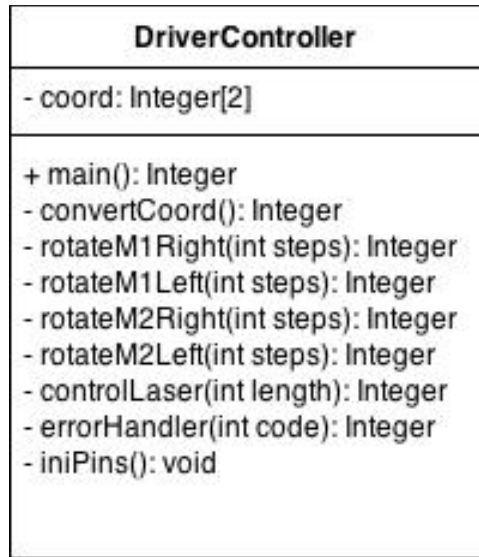 DriverController
- coord: Integer[2]
+ main(): Integer
- convertCoord(): Integer
- rotateM1Right(int steps): Integer
- rotateM1Left(int steps): Integer
- rotateM2Right(int steps): Integer
- rotateM2Left(int steps): Integer
- controlLaser(int length): Integer
- errorHandler(int code): Integer
- iniPins(): void